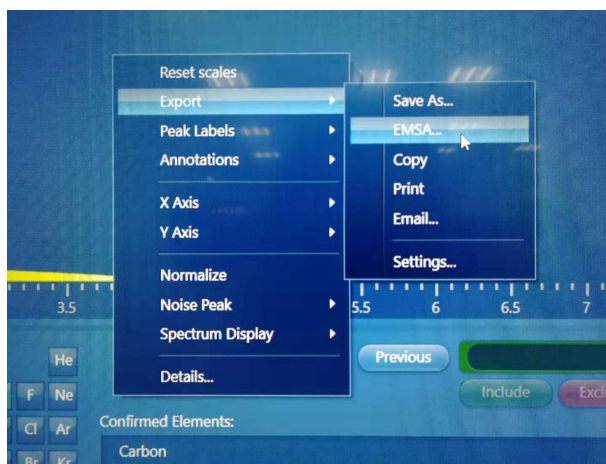 Reset scales
Export
Peak Labels
Annotations
X Axis
Y Axis
Normalize
Noise Peak
Spectrum Display
Details...
Save As...
EMSA...
Copy
Print
Email...
Settings...
3.5
5.5
6
6.5
7
Previous
Include
He
F Ne
Cl Ar
Br Kr
Confirmed Elements:
Carbon